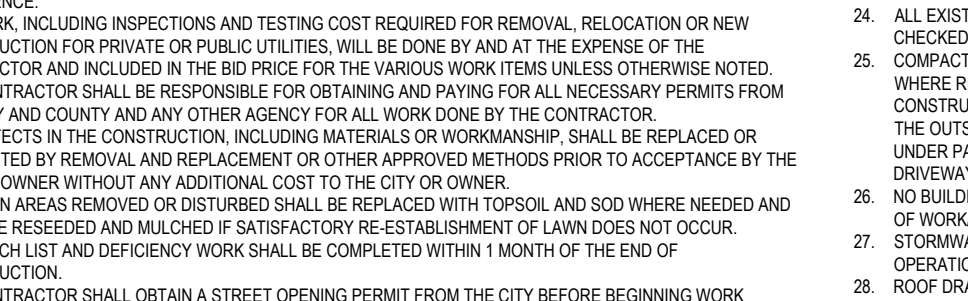 RK, INCLUDING INSPECTIONS AND TESTING COST REQUIRED FOR REMOVAL, RELOCATION OR NEW
UCTION FOR PRIVATE OR PUBLIC UTILITIES, WILL BE DONE BY AND AT THE EXPENSE OF THE
CTOR AND INCLUDED IN THE BID PRICE FOR THE VARIOUS WORK ITEMS UNLESS OTHERWISE NOTED.
NTRACTOR SHALL BE RESPONSIBLE FOR OBTAINING AND PAYING FOR ALL NECESSARY PERMITS FROM
Y AND COUNTY AND ANY OTHER AGENCY FOR ALL WORK DONE BY THE CONTRACTOR.
FECTS IN THE CONSTRUCTION, INCLUDING MATERIALS OR WORKMANSHIP, SHALL BE REPLACED OR
TED BY REMOVAL AND REPLACEMENT OR OTHER APPROVED METHODS PRIOR TO ACCEPTANCE BY THE
OWNER WITHOUT ANY ADDITIONAL COST TO THE CITY OR OWNER.
N AREAS REMOVED OR DISTURBED SHALL BE REPLACED WITH TOPSOIL AND SOD WHERE NEEDED AND
E RESEEDED AND MULCHED IF SATISFACTORY RE-ESTABLISHMENT OF LAWN DOES NOT OCCUR.
CH LIST AND DEFICIENCY WORK SHALL BE COMPLETED WITHIN 1 MONTH OF THE END OF
UCTION.
NTRACTOR SHALL OBTAIN A STREET OPENING PERMIT FROM THE CITY BEFORE BEGINNING WORK
24. ALL EXIST
CHECKED
25. COMPACT
WHERE R
CONSTRU
THE OUTS
UNDER PA
DRIVEWAY
26. NO BUILD
OF WORK
27. STORMWA
OPERATIO
28. ROOF DRA